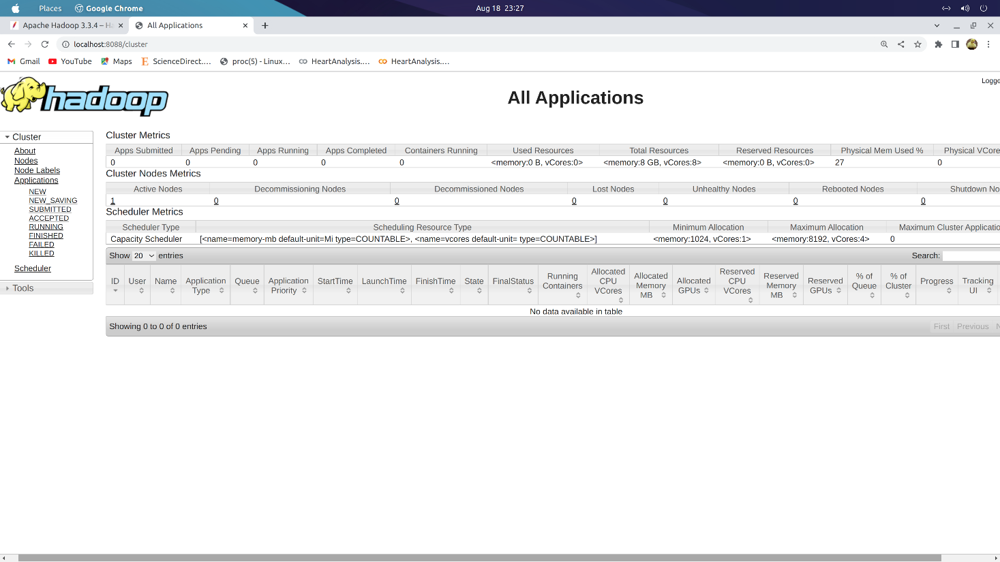 Places Google Chrome Aug 18 23:27
Apache Hadoop 3.3.4 – Ha All Applications
localhost:8088/cluster
Gmail YouTube Maps ScienceDirect.… proc(5) - Linux… HeartAnalysis.… HeartAnalysis.…
Logge
hadoop
All Applications
Cluster
About
Nodes
Node Labels
Applications
NEW
NEW_SAVING
SUBMITTED
ACCEPTED
RUNNING
FINISHED
FAILED
KILLED
Scheduler
Tools
Cluster Metrics
Apps Submitted Apps Pending Apps Running Apps Completed Containers Running Used Resources Total Resources Reserved Resources Physical Mem Used % Physical VCore
0 0 0 0 0 <memory:0 B, vCores:0> <memory:8 GB, vCores:8> <memory:0 B, vCores:0> 27 0
Cluster Nodes Metrics
Active Nodes Decommissioning Nodes Decommissioned Nodes Lost Nodes Unhealthy Nodes Rebooted Nodes Shutdown No
1 0 0 0 0 0 0
Scheduler Metrics
Scheduler Type Scheduling Resource Type Minimum Allocation Maximum Allocation Maximum Cluster Applicatio
Capacity Scheduler [<name=memory-mb default-unit=Mi type=COUNTABLE>, <name=vcores default-unit= type=COUNTABLE>] <memory:1024, vCores:1> <memory:8192, vCores:4> 0
Show 20 entries Search:
ID User Name Application Type Queue Application Priority StartTime LaunchTime FinishTime State FinalStatus Running Containers Allocated CPU VCores Allocated Memory MB Allocated GPUs Reserved CPU VCores Reserved Memory MB Reserved GPUs % of Queue % of Cluster Progress Tracking UI
No data available in table
Showing 0 to 0 of 0 entries First Previous N